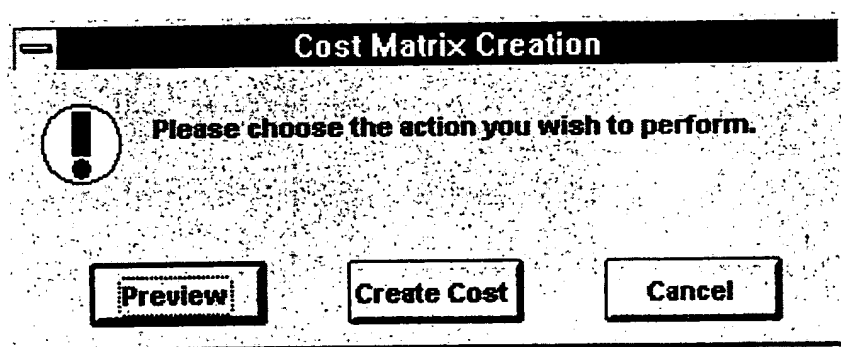 Cost Matrix Creation
Please choose the action you wish to perform.
Preview Create Cost Cancel